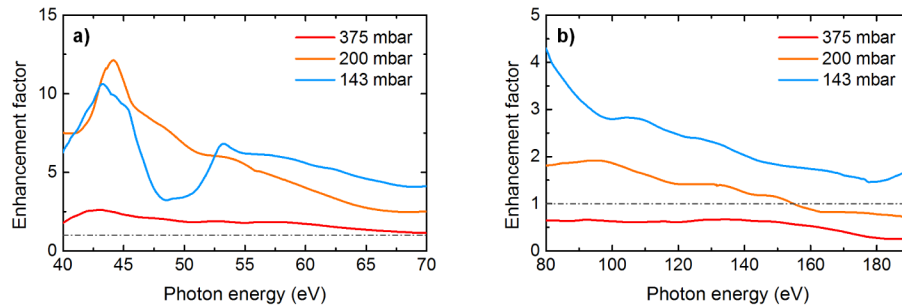 a)
375 mbar
200 mbar
143 mbar
Enhancement factor
15
10
5
0
40 45 50 55 60 65 70
Photon energy (eV)
b)
375 mbar
200 mbar
143 mbar
Enhancement factor
5
4
3
2
1
0
80 100 120 140 160 180
Photon energy (eV)